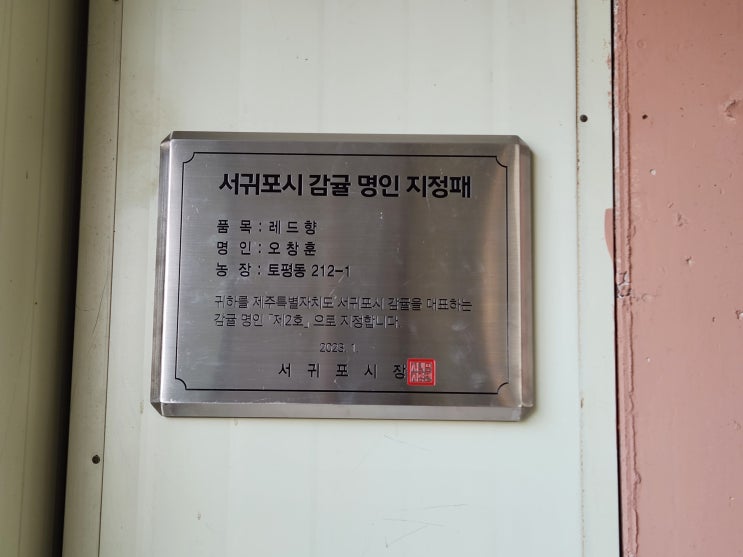 서귀포시 감귤 명인 지정패
품 목 : 레 드 향
명 인 : 오 창 훈
농 장 : 토평동 212-1
귀하를 제주특별자치도 서귀포시 감귤을 대표하는
감귤 명인 「제2호」 으로 지정합니다.
2023. 1.
서 귀 포 시 장